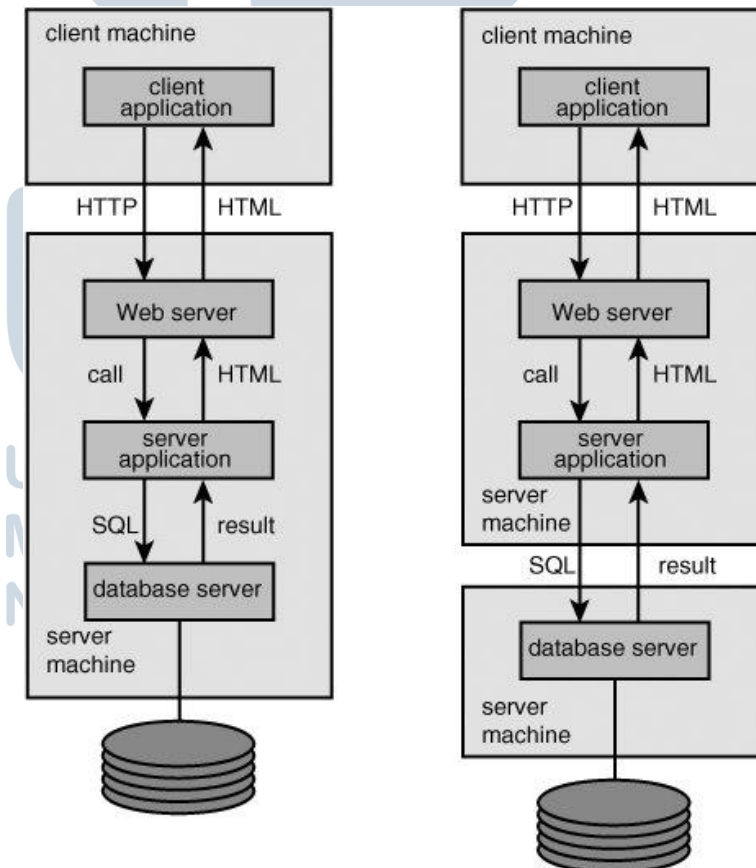 client machine
client
application
HTTP
HTML
Web server
call
HTML
server
application
SQL
result
database server
server
machine
client machine
client
application
HTTP
HTML
Web server
call
HTML
server
application
server
machine
SQL
result
database server
server
machine
U
M
N